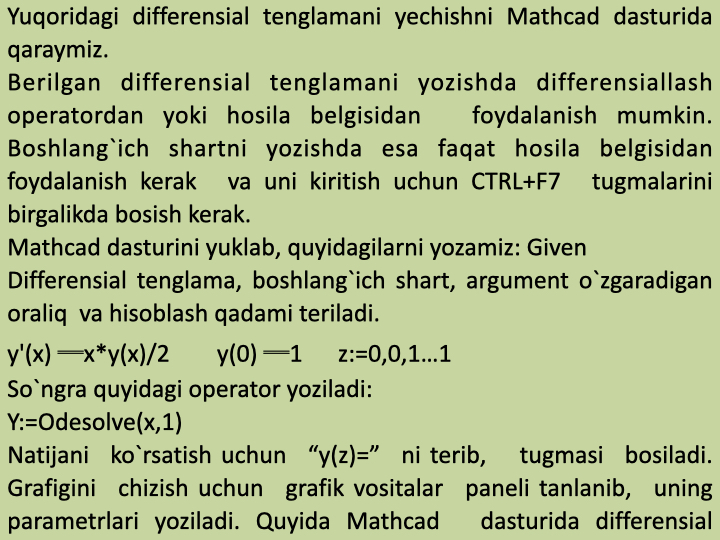 Yuqoridagi differensial tenglamani yechishni Mathcad dasturida
qaraymiz.
Berilgan differensial tenglamani yozishda differensiallash
operatordan yoki hosila belgisidan foydalanish mumkin.
Boshlang`ich shartni yozishda esa faqat hosila belgisidan
foydalanish kerak va uni kiritish uchun CTRL+F7 tugmalarini
birgalikda bosish kerak.
Mathcad dasturini yuklab, quyidagilarni yozamiz: Given
Differensial tenglama, boshlang`ich shart, argument o`zgaradigan
oraliq va hisoblash qadami teriladi.
y'(x) ══x*y(x)/2 y(0) ══1 z:=0,0,1…1
So`ngra quyidagi operator yoziladi:
Y:=Odesolve(x,1)
Natijani ko`rsatish uchun “y(z)=” ni terib, tugmasi bosiladi.
Grafigini chizish uchun grafik vositalar paneli tanlanib, uning
parametrlari yoziladi. Quyida Mathcad dasturida differensial